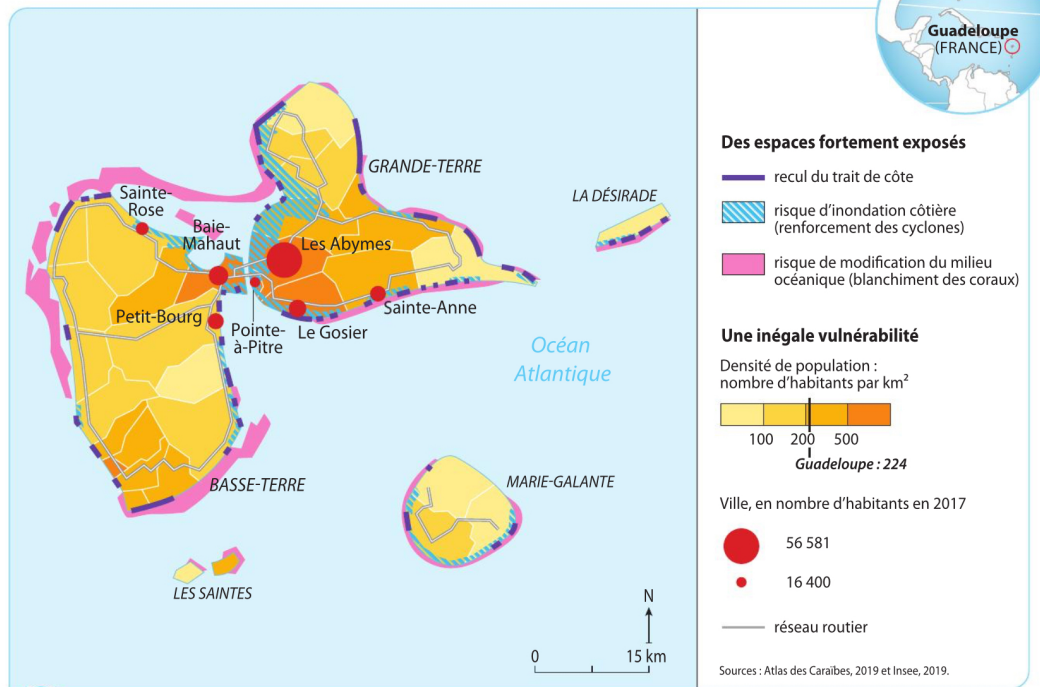 Guadeloupe
(FRANCE)
GRANDE-TERRE
LA DÉSIRADE
Sainte-
Rose
Baie-
Mahaut
Les Abymes
Petit-Bourg
Pointe-
à-Pitre
Le Gosier
Sainte-Anne
Océan
Atlantique
BASSE-TERRE
MARIE-GALANTE
LES SAINTES
N
0 15 km
Des espaces fortement exposés
recul du trait de côte
risque d'inondation côtière
(renforcement des cyclones)
risque de modification du milieu
océanique (blanchiment des coraux)
Une inégale vulnérabilité
Densité de population :
nombre d'habitants par km²
100 200 500
Guadeloupe : 224
Ville, en nombre d'habitants en 2017
56 581
16 400
réseau routier
Sources : Atlas des Caraïbes, 2019 et Insee, 2019.